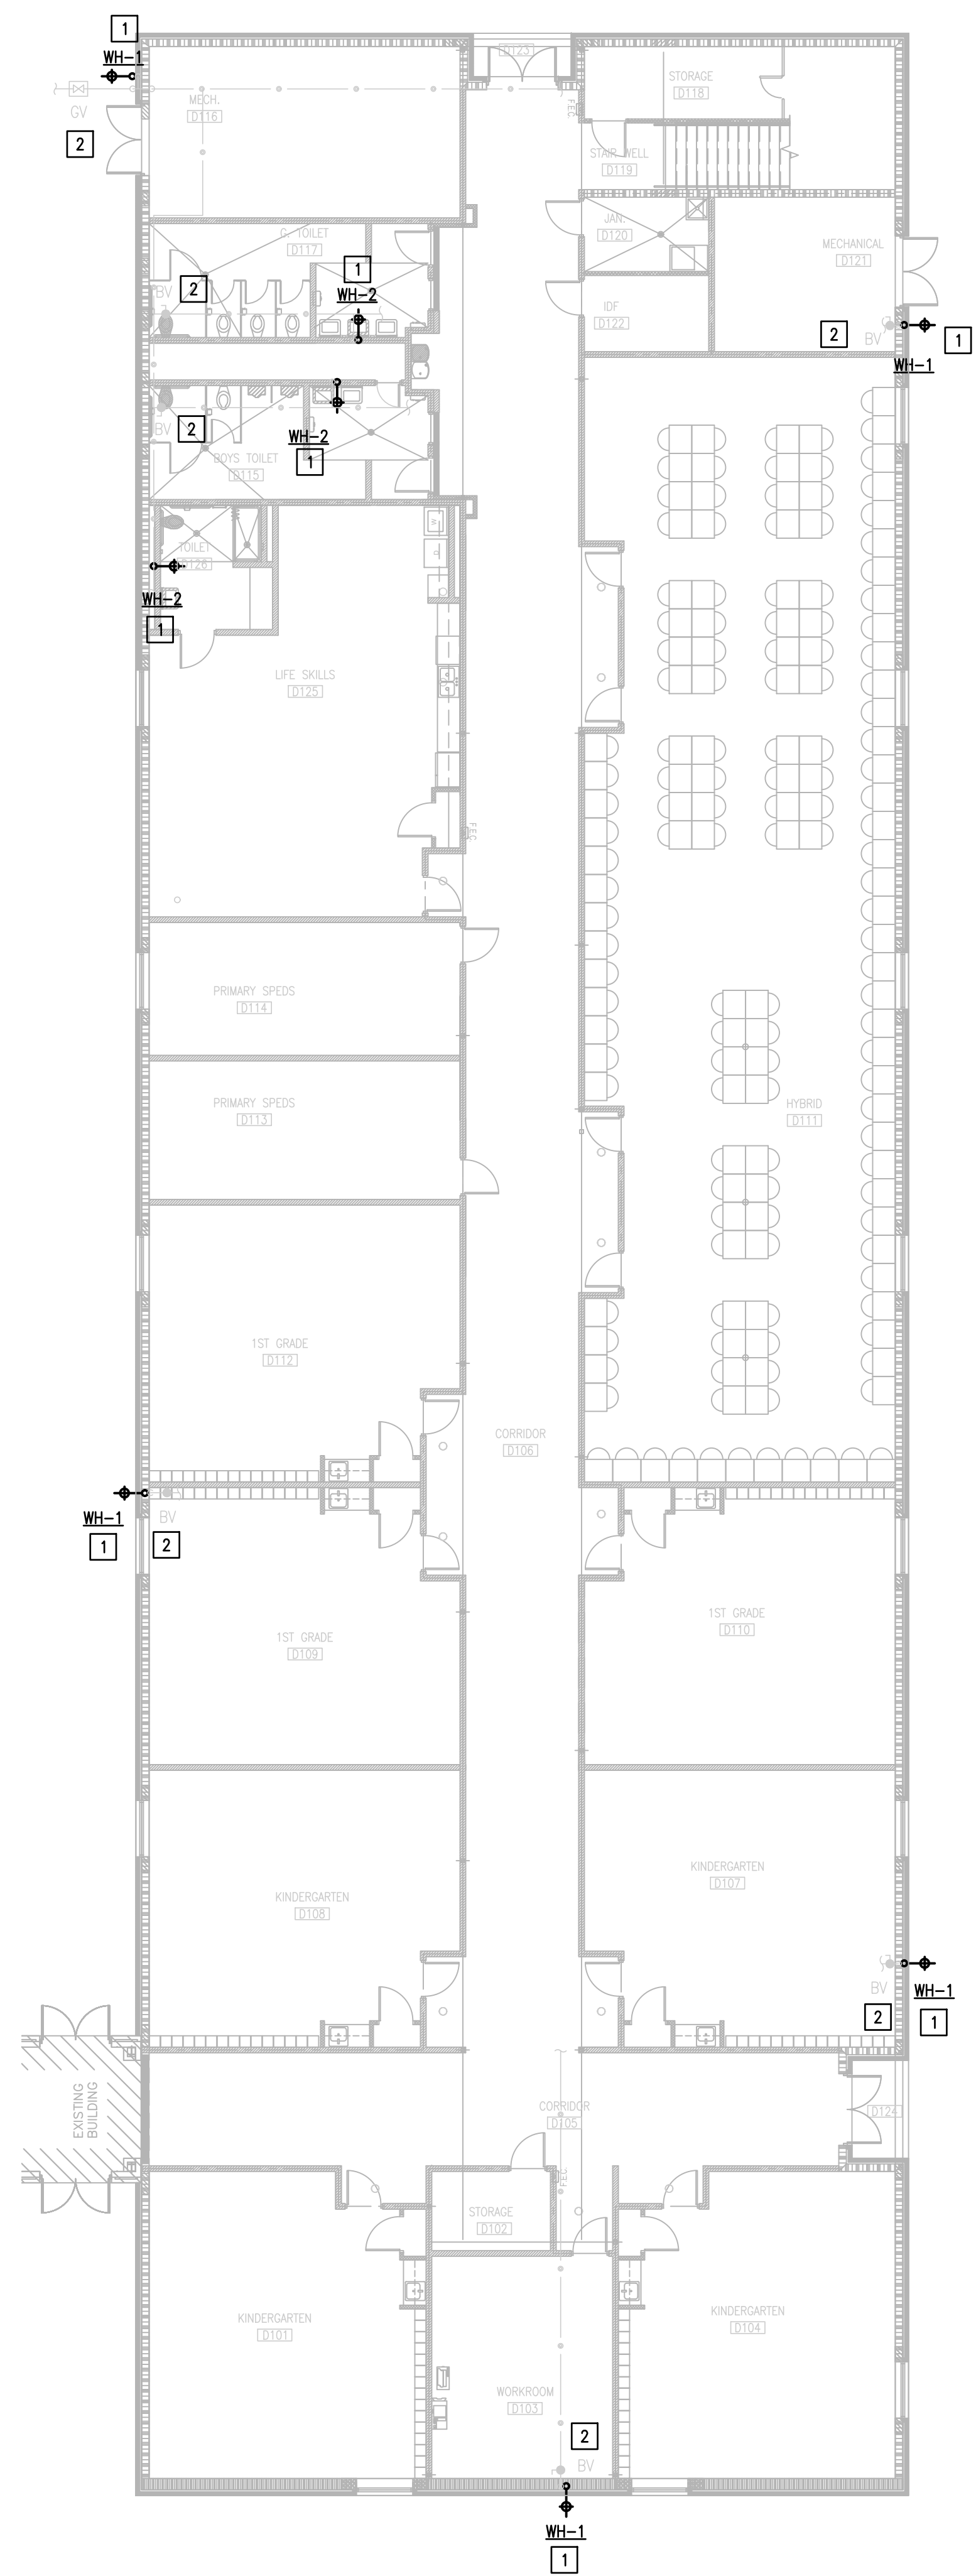 1
WH-1
GV
2
MECH.
D116
D123
FEC
STORAGE
D118
STAIR WELL
D119
JAN.
D120
MECHANICAL
D121
G. TOILET
D117
1
WH-2
BV
2
IDF
D122
2
BV
1
WH-1
BV
2
WH-2
1
BOYS TOILET
D115
TOILET
D126
W
D
WH-2
1
LIFE SKILLS
D125
FEC
PRIMARY SPEDS
D114
PRIMARY SPEDS
D113
HYBRID
D111
1ST GRADE
D112
CORRIDOR
D106
WH-1
1
BV
2
1ST GRADE
D109
1ST GRADE
D110
KINDERGARTEN
D108
KINDERGARTEN
D107
BV
2
WH-1
1
EXISTING
BUILDING
CORRIDOR
D105
D124
FEC
STORAGE
D102
KINDERGARTEN
D101
KINDERGARTEN
D104
WORKROOM
D103
2
BV
WH-1
1